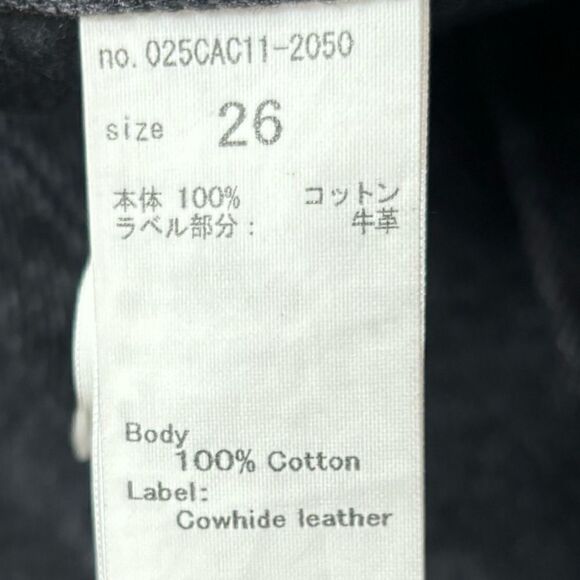 no. 025CAC11-2050
size 26
本体 100% コットン
ラベル部分: 牛革
Body
100% Cotton
Label:
Cowhide leather